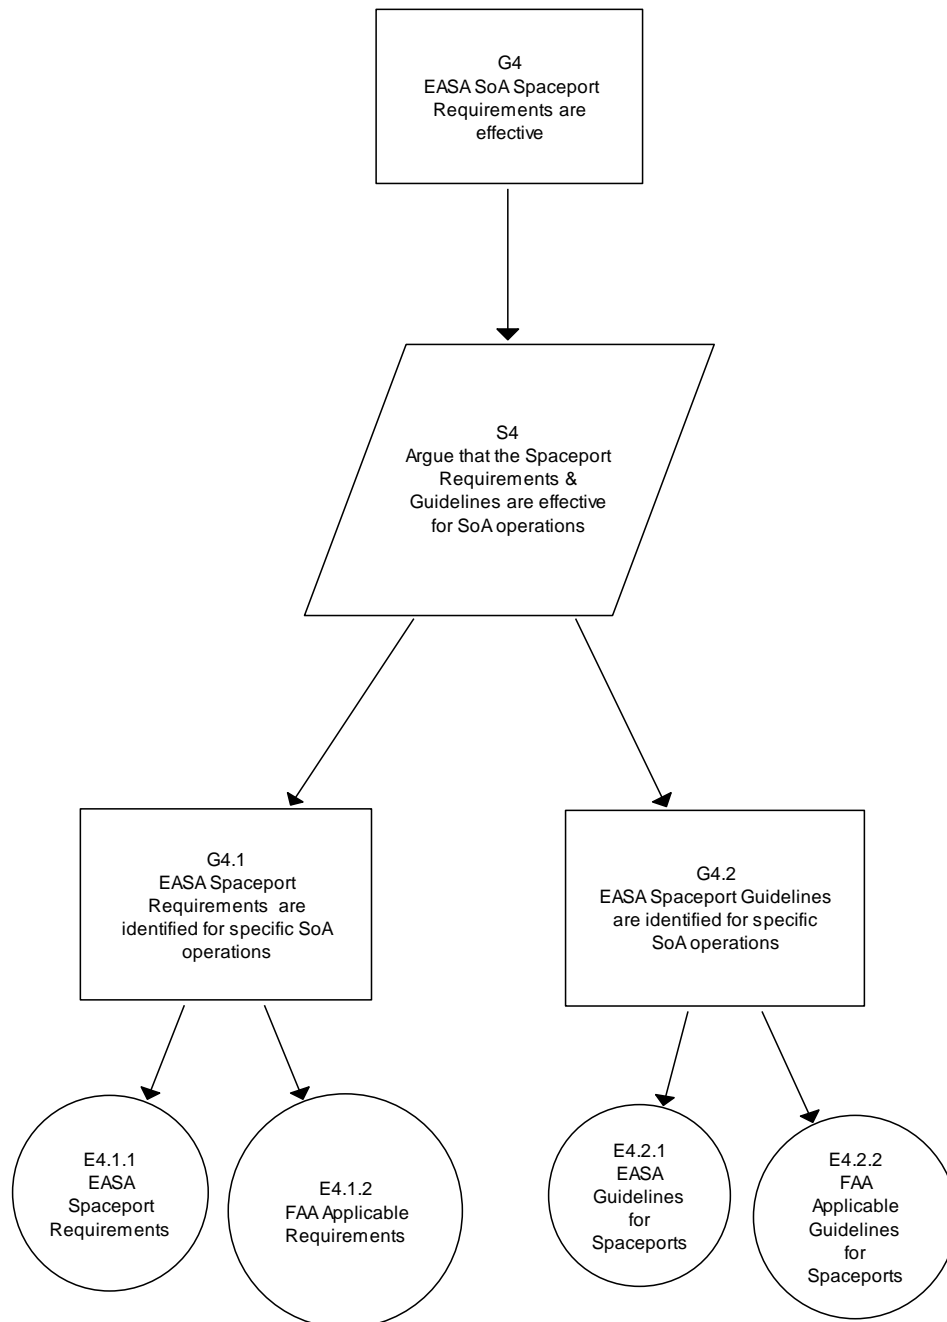 G4
EASA SoA Spaceport
Requirements are
effective
S4
Argue that the Spaceport
Requirements &
Guidelines are effective
for SoA operations
G4.1
EASA Spaceport
Requirements are
identified for specific SoA
operations
G4.2
EASA Spaceport Guidelines
are identified for specific
SoA operations
E4.1.1
EASA
Spaceport
Requirements
E4.1.2
FAA Applicable
Requirements
E4.2.1
EASA
Guidelines
for
Spaceports
E4.2.2
FAA
Applicable
Guidelines
for
Spaceports